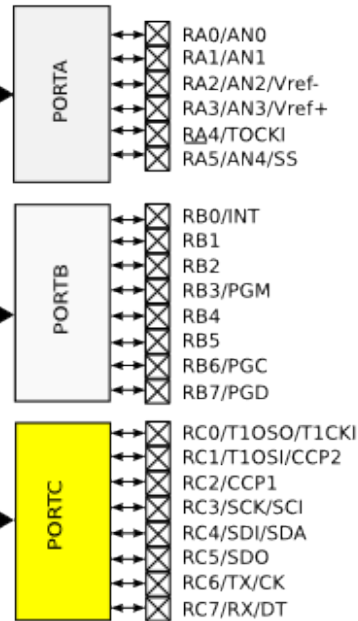 PORTA
RA0/AN0
RA1/AN1
RA2/AN2/Vref-
RA3/AN3/Vref+
RA4/TOCKI
RA5/AN4/SS
PORTB
RB0/INT
RB1
RB2
RB3/PGM
RB4
RB5
RB6/PGC
RB7/PGD
PORTC
RC0/T1OSO/T1CKI
RC1/T1OSI/CCP2
RC2/CCP1
RC3/SCK/SCI
RC4/SDI/SDA
RC5/SDO
RC6/TX/CK
RC7/RX/DT